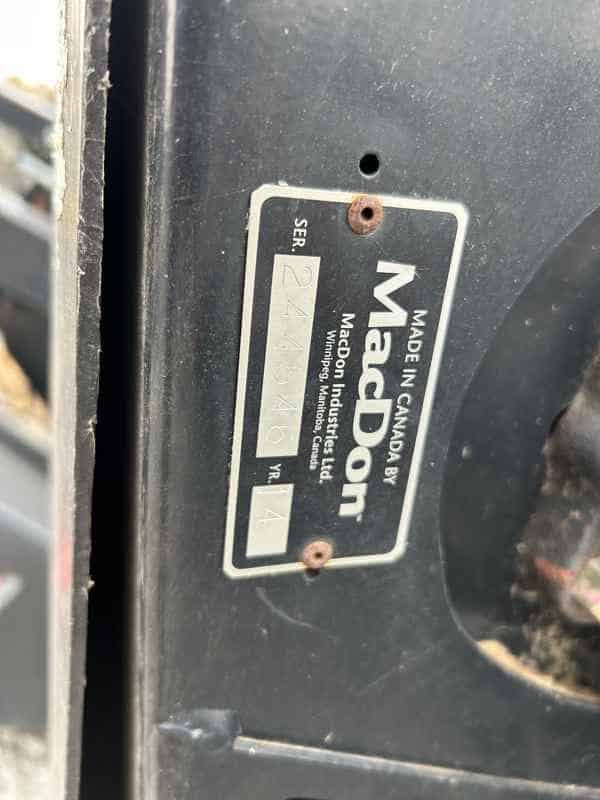 MADE IN CANADA BY
MacDon
MacDon Industries Ltd.
Winnipeg, Manitoba, Canada
SER. 244346 YR. 14